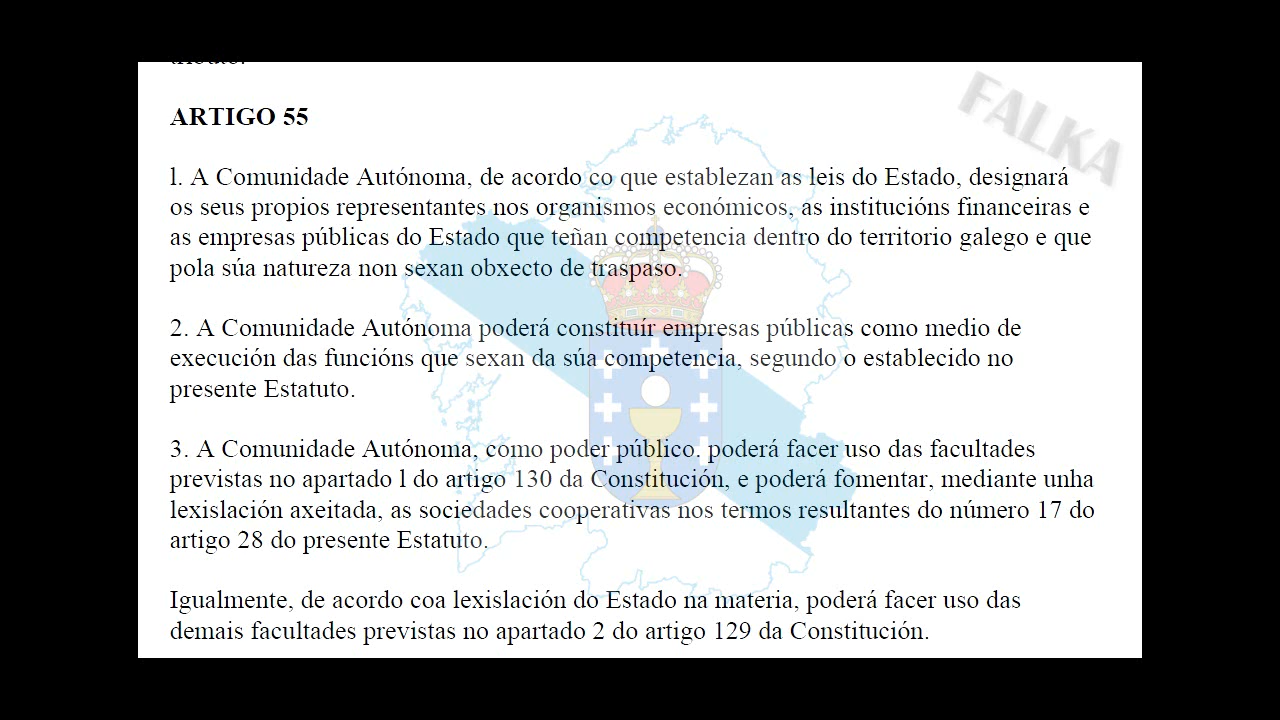 FALKA
ARTIGO 55
l. A Comunidade Autónoma, de acordo co que establezan as leis do Estado, designará
os seus propios representantes nos organismos económicos, as institucións financeiras e
as empresas públicas do Estado que teñan competencia dentro do territorio galego e que
pola súa natureza non sexan obxecto de traspaso.
2. A Comunidade Autónoma poderá constituír empresas públicas como medio de
execución das funcións que sexan da súa competencia, segundo o establecido no
presente Estatuto.
3. A Comunidade Autónoma, como poder público. poderá facer uso das facultades
previstas no apartado l do artigo 130 da Constitución, e poderá fomentar, mediante unha
lexislación axeitada, as sociedades cooperativas nos termos resultantes do número 17 do
artigo 28 do presente Estatuto.
Igualmente, de acordo coa lexislación do Estado na materia, poderá facer uso das
demais facultades previstas no apartado 2 do artigo 129 da Constitución.